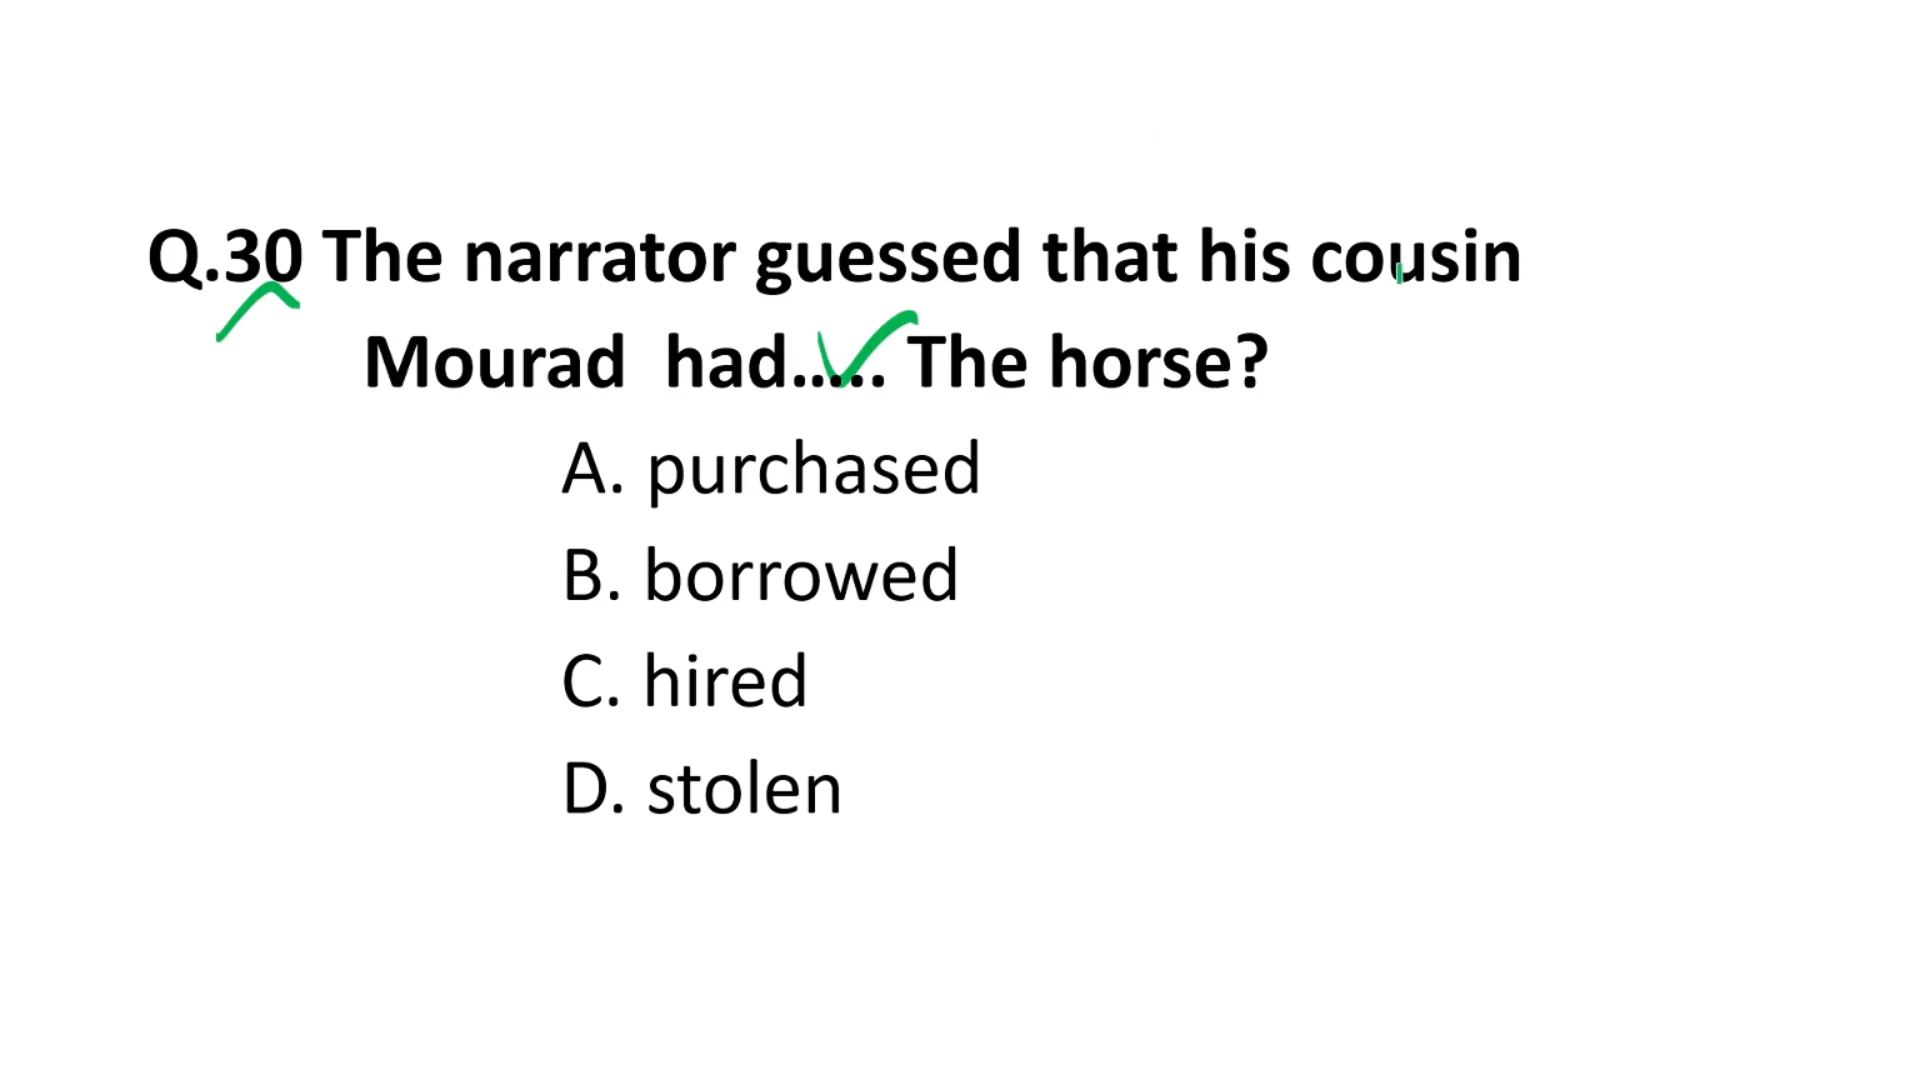 Q.30 The narrator guessed that his cousin
Mourad had..... The horse?
A. purchased
B. borrowed
C. hired
D. stolen